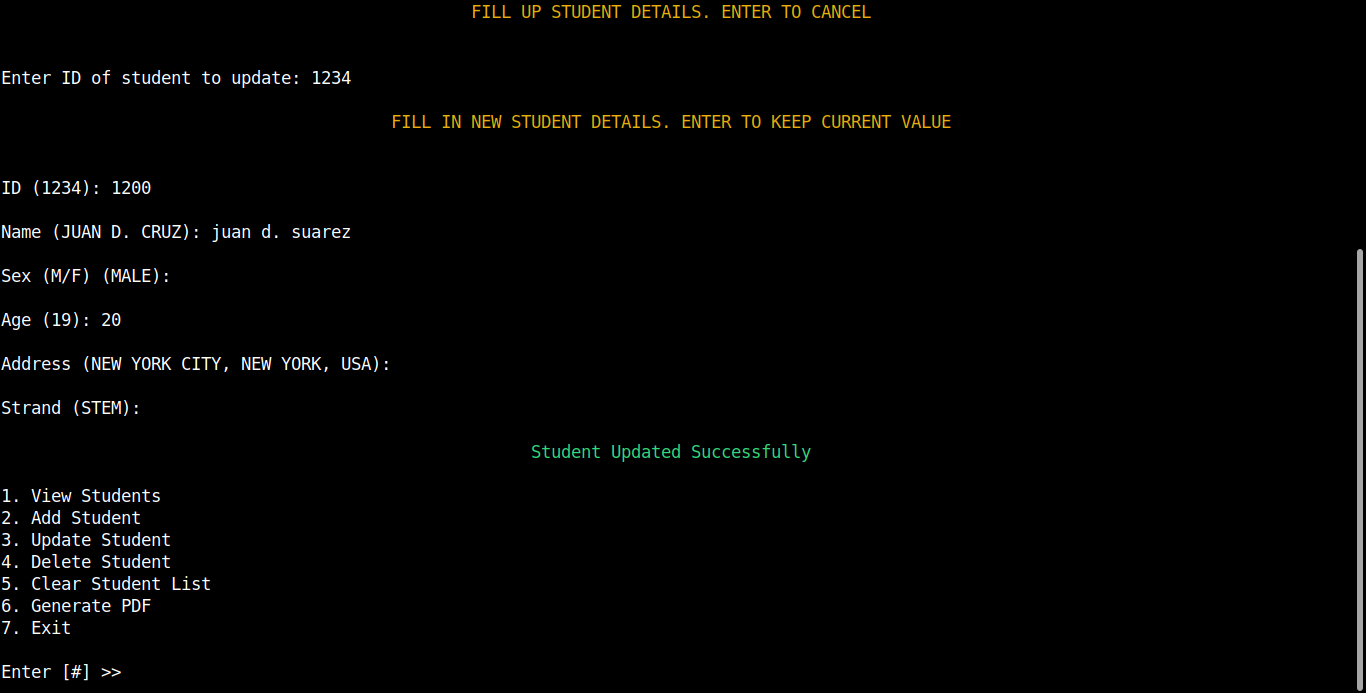 FILL UP STUDENT DETAILS. ENTER TO CANCEL
Enter ID of student to update: 1234
FILL IN NEW STUDENT DETAILS. ENTER TO KEEP CURRENT VALUE
ID (1234): 1200
Name (JUAN D. CRUZ): juan d. suarez
Sex (M/F) (MALE):
Age (19): 20
Address (NEW YORK CITY, NEW YORK, USA):
Strand (STEM):
Student Updated Successfully
1. View Students
2. Add Student
3. Update Student
4. Delete Student
5. Clear Student List
6. Generate PDF
7. Exit
Enter [#] >>